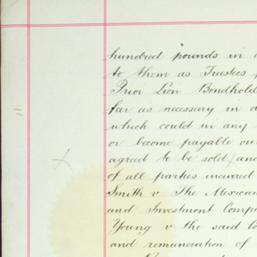 hundred pounds in
to them as Trustees
Prior Lien Bondhold
far as necessary in
which could in any
or become payable
agreed to be sold
of all parties incurred
Smith v The Mexican
and Investment Comp
Young v the said
and remuneration of